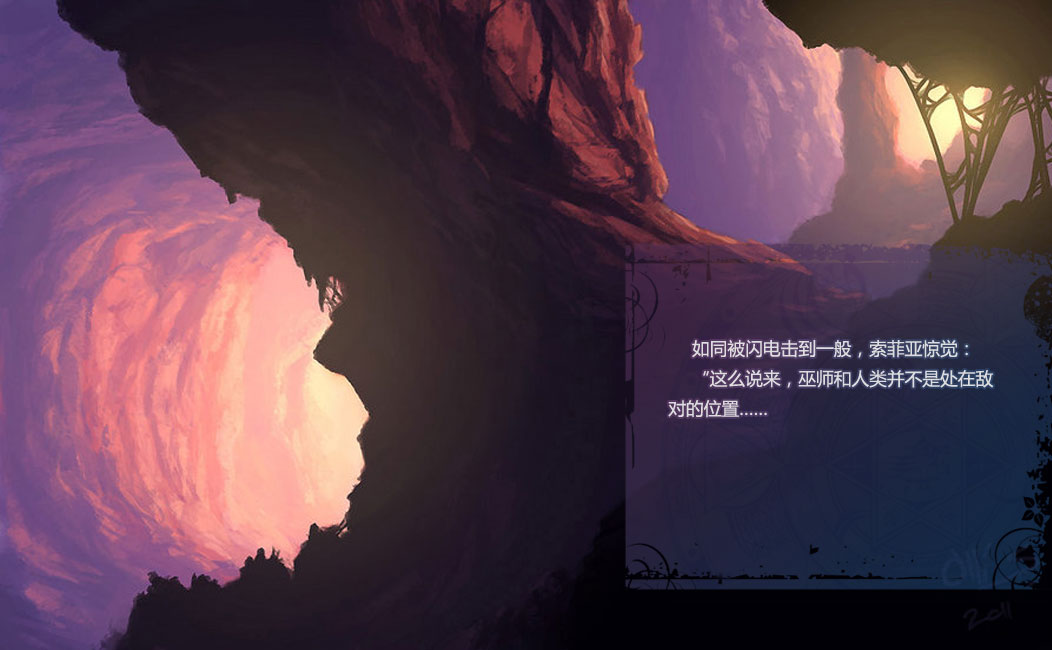 如同被闪电击到一般，索菲亚惊觉：
“这么说来，巫师和人类并不是处在敌
对的位置……
2011